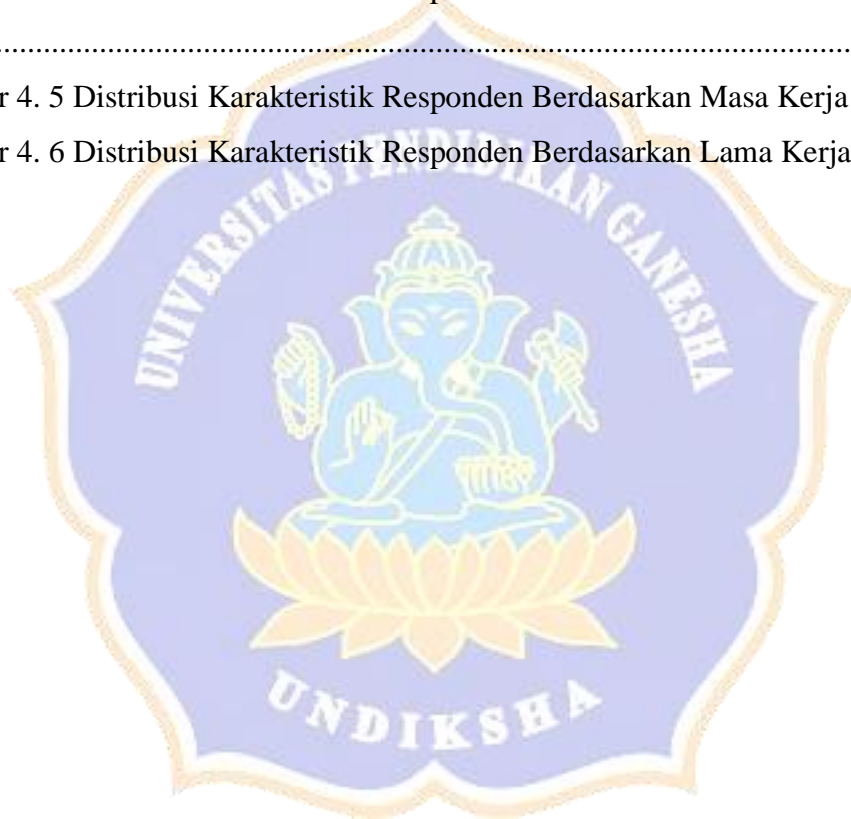 ...................................................................................................
r 4. 5 Distribusi Karakteristik Responden Berdasarkan Masa Kerja
r 4. 6 Distribusi Karakteristik Responden Berdasarkan Lama Kerja
UNIVERSITAS PENDIDIKAN GANESHA
UNDIKSHA